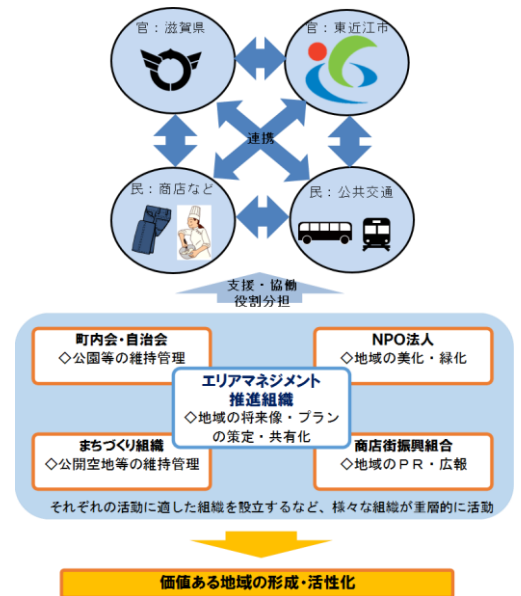 官：滋賀県
官：東近江市
連携
民：商店など
民：公共交通
支援・協働
役割分担
町内会・自治会
◇公園等の維持管理
NPO法人
◇地域の美化・緑化
エリアマネジメント
推進組織
◇地域の将来像・プラン
の策定・共有化
まちづくり組織
◇公開空地等の維持管理
商店街振興組合
◇地域のＰＲ・広報
それぞれの活動に適した組織を設立するなど、様々な組織が重層的に活動
価値ある地域の形成・活性化